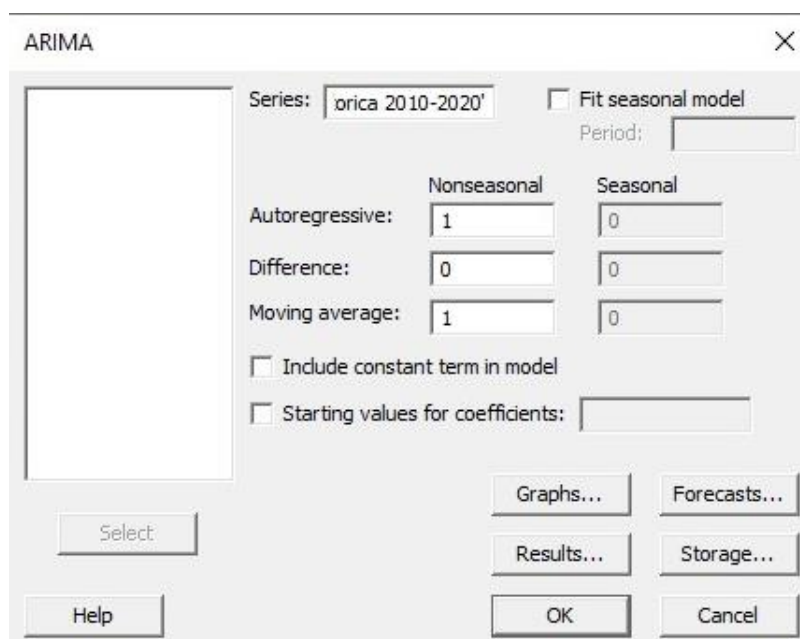 ARIMA
Series: orica 2010-2020' Fit seasonal model
Period:
Nonseasonal Seasonal
Autoregressive: 1 0
Difference: 0 0
Moving average: 1 0
Include constant term in model
Starting values for coefficients:
Graphs... Forecasts...
Select
Results... Storage...
Help OK Cancel